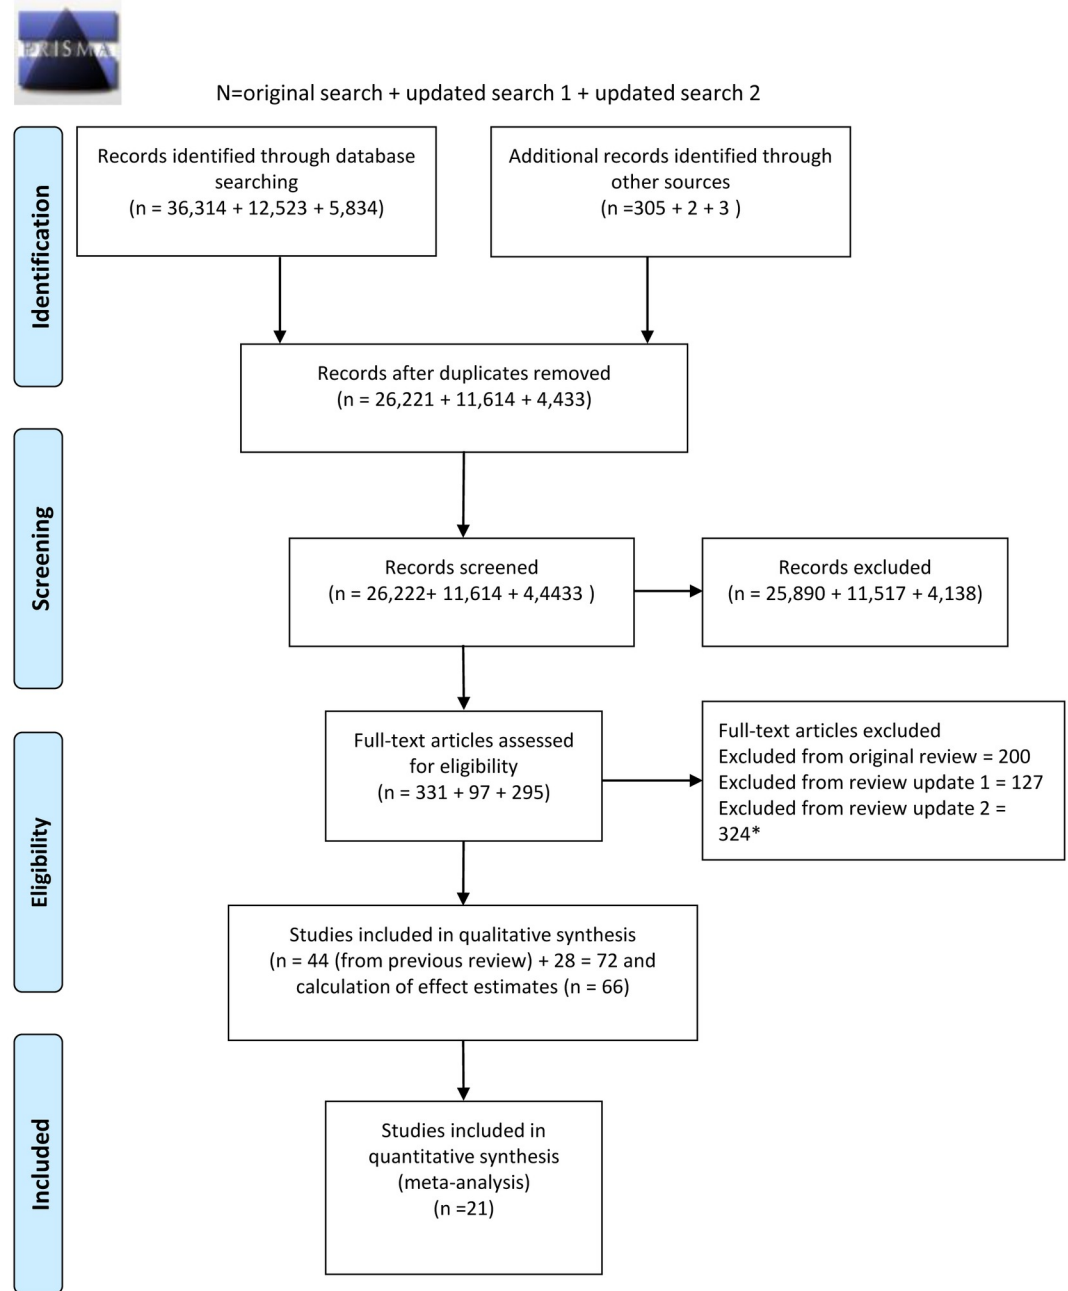 PRISMA
N=original search + updated search 1 + updated search 2
Identification
Records identified through database
searching
(n = 36,314 + 12,523 + 5,834)
Additional records identified through
other sources
(n =305 + 2 + 3 )
Records after duplicates removed
(n = 26,221 + 11,614 + 4,433)
Screening
Records screened
(n = 26,222+ 11,614 + 4,4433 )
Records excluded
(n = 25,890 + 11,517 + 4,138)
Eligibility
Full-text articles assessed
for eligibility
(n = 331 + 97 + 295)
Full-text articles excluded
Excluded from original review = 200
Excluded from review update 1 = 127
Excluded from review update 2 =
324*
Studies included in qualitative synthesis
(n = 44 (from previous review) + 28 = 72 and
calculation of effect estimates (n = 66)
Included
Studies included in
quantitative synthesis
(meta-analysis)
(n =21)